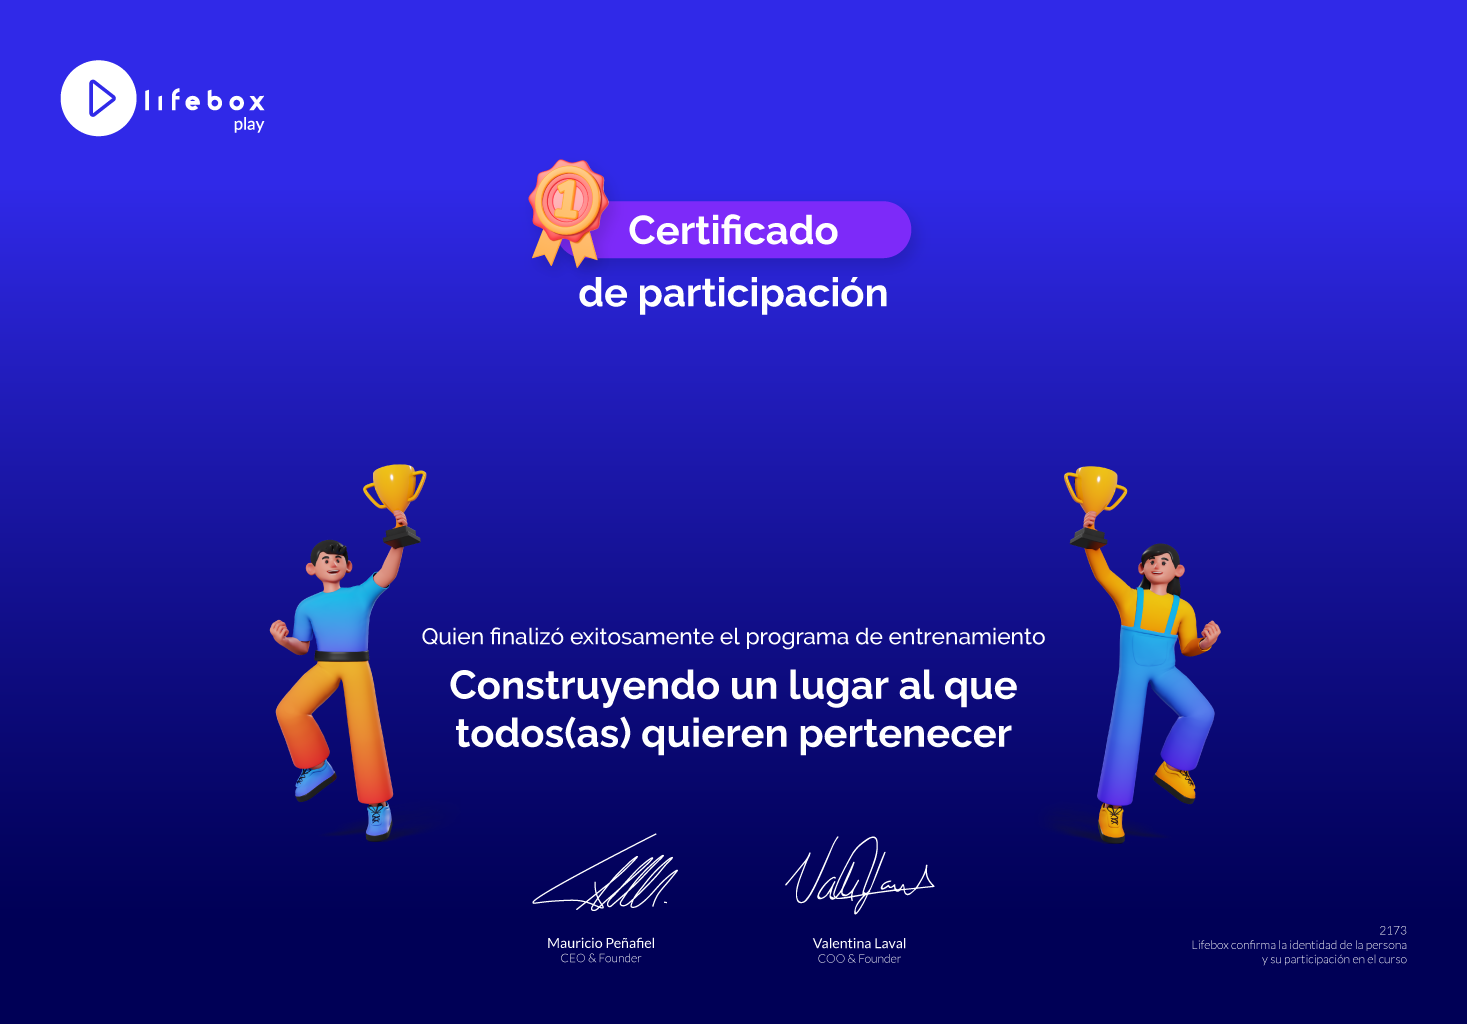 lifebox
play
1
Certificado
de participación
Quien finalizó exitosamente el programa de entrenamiento
Construyendo un lugar al que
todos(as) quieren pertenecer
Mauricio Peñafiel
CEO & Founder
Valentina Laval
COO & Founder
2173
Lifebox confirma la identidad de la persona
y su participación en el curso